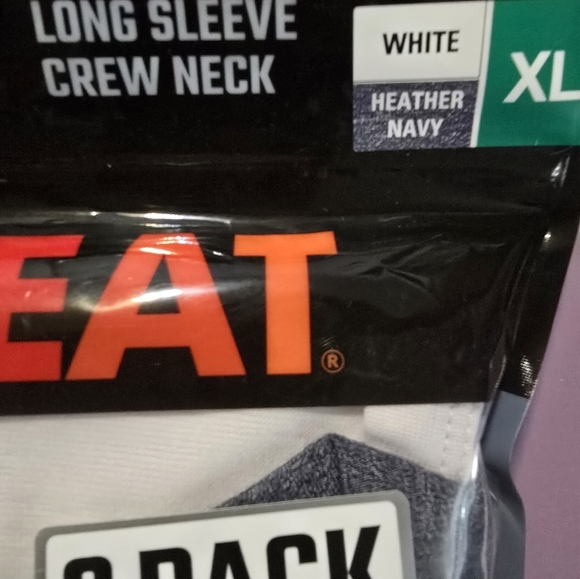 LONG SLEEVE
CREW NECK
WHITE
HEATHER
NAVY
XL
EAT®
PACK